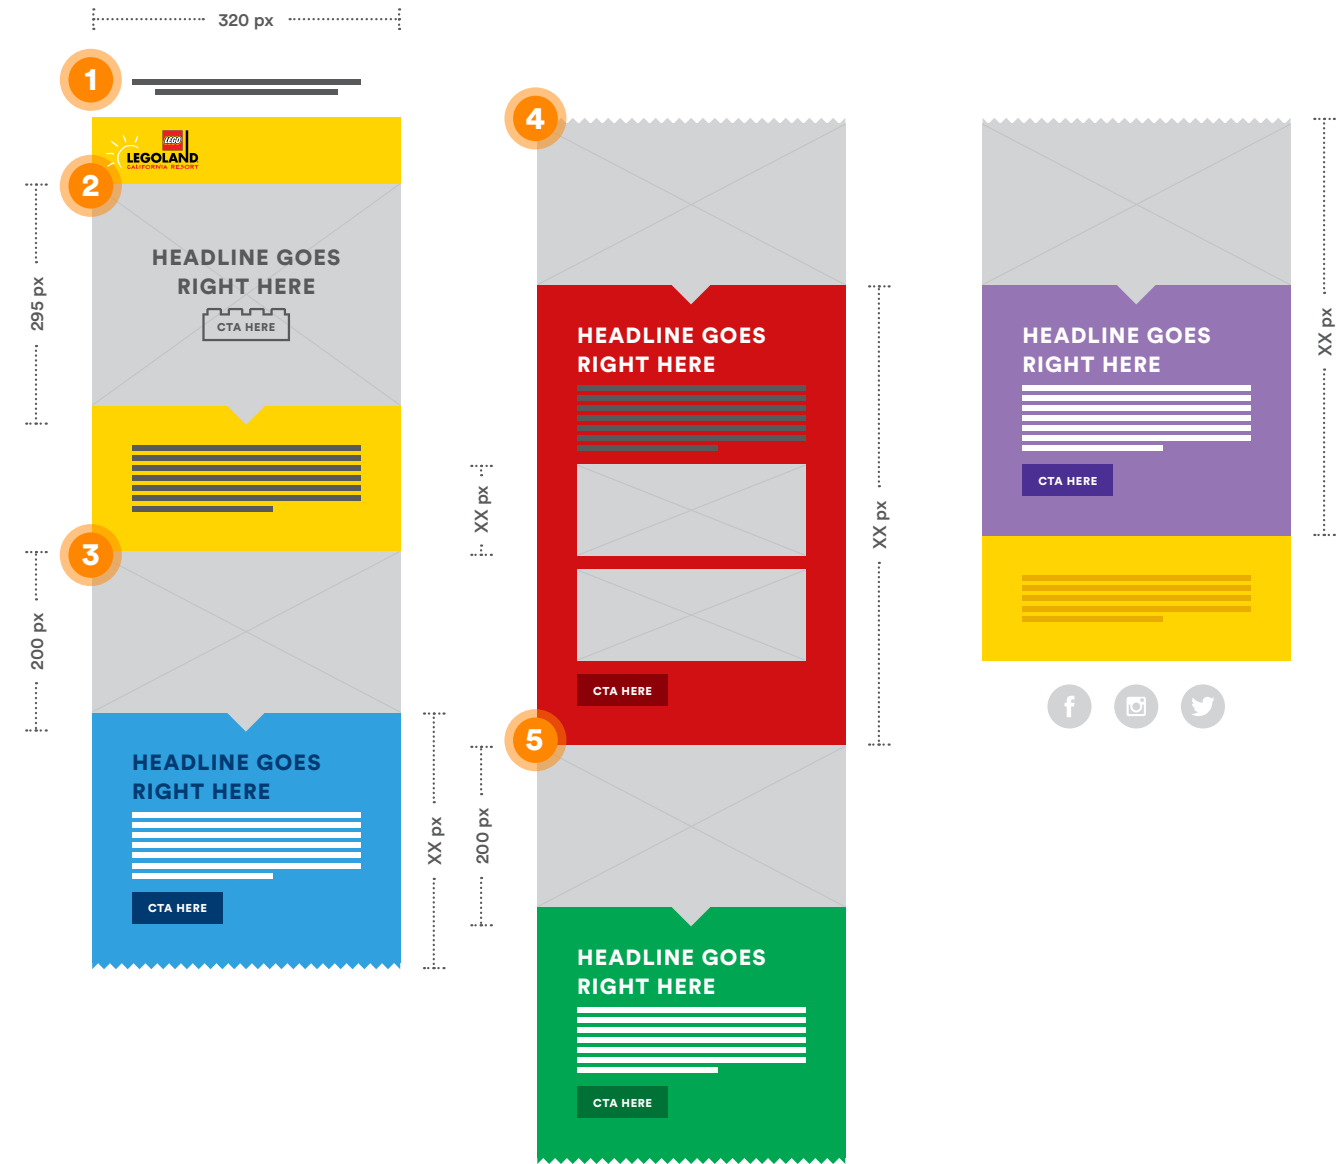 320 px
1
LEGO
LEGOLAND
CALIFORNIA RESORT
2
295 px
HEADLINE GOES
RIGHT HERE
CTA HERE
3
200 px
HEADLINE GOES
RIGHT HERE
CTA HERE
XX px
4
HEADLINE GOES
RIGHT HERE
XX px
XX px
CTA HERE
5
200 px
HEADLINE GOES
RIGHT HERE
CTA HERE
HEADLINE GOES
RIGHT HERE
CTA HERE
XX px